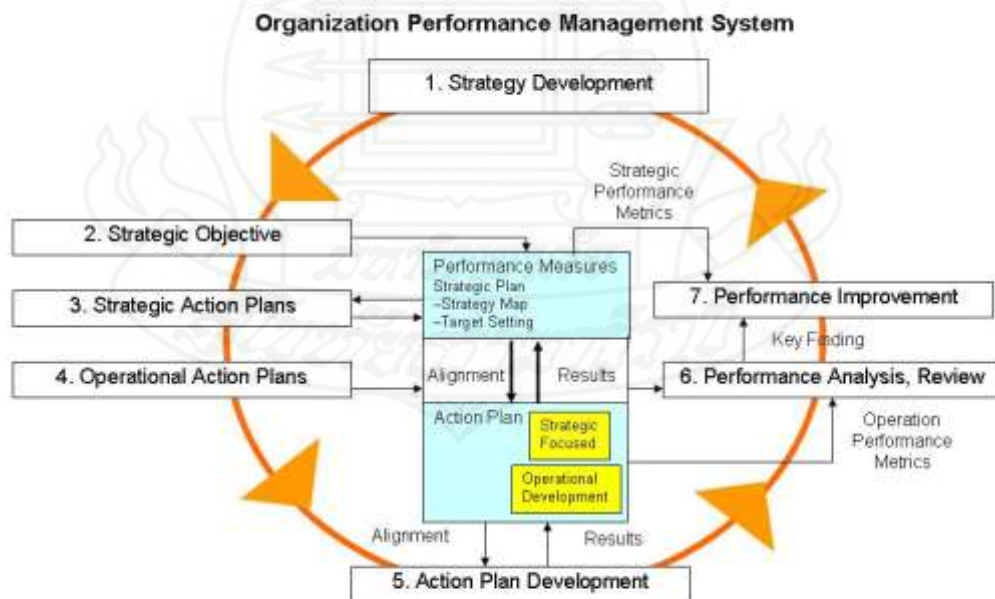 Organization Performance Management System
1. Strategy Development
Strategic
Performance
Metrics
2. Strategic Objective
Performance Measures
Strategic Plan
–Strategy Map
–Target Setting
3. Strategic Action Plans
7. Performance Improvement
Key Finding
4. Operational Action Plans
Alignment
Results
6. Performance Analysis, Review
Action Plan
Strategic
Focused
Operational
Development
Operation
Performance
Metrics
Alignment
Results
5. Action Plan Development